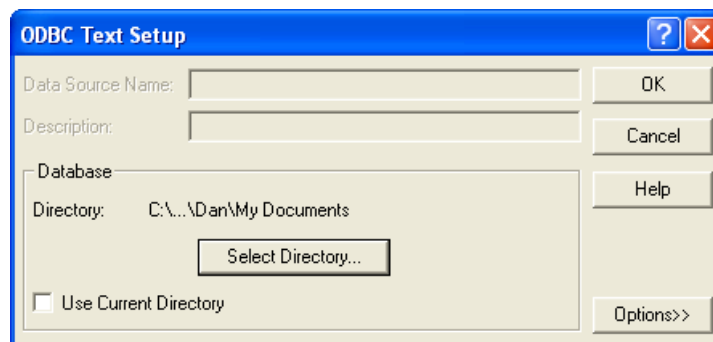 ODBC Text Setup
Data Source Name:
OK
Description:
Cancel
Database
Help
Directory: C:\...\Dan\My Documents
Select Directory...
Use Current Directory
Options>>